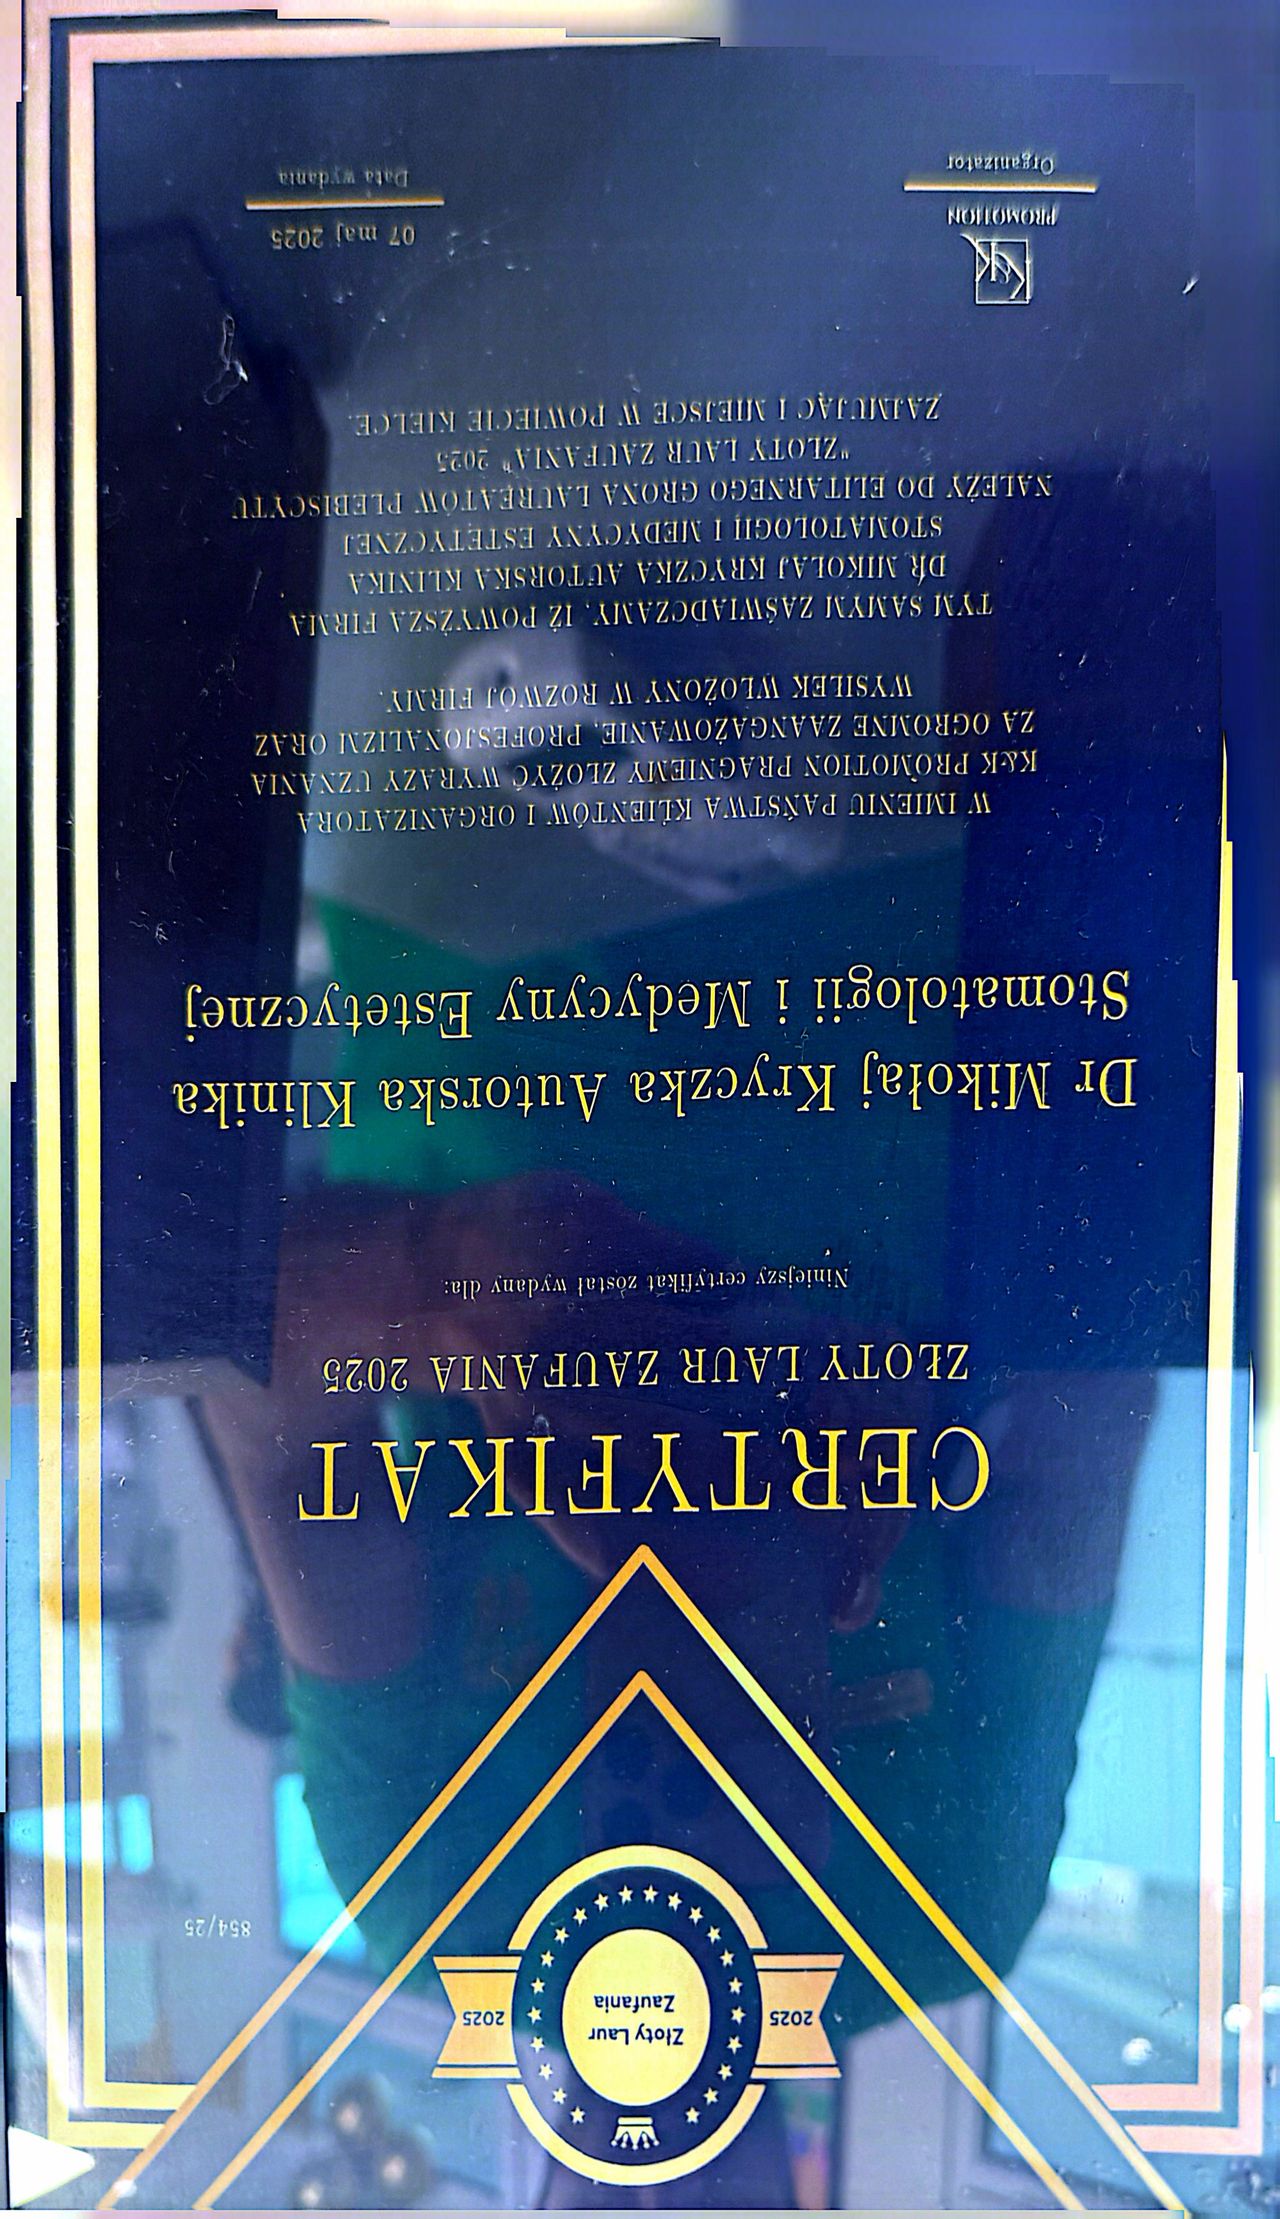 854/25
2025
Złoty Laur
Zaufania
2025
CERTYFIKAT
ZŁOTY LAUR ZAUFANIA 2025
Niniejszy certyfikat został wydany dla:
Dr Mikołaj Kryczka Autorska Klinika
Stomatologii i Medycyny Estetycznej
W IMIENIU PAŃSTWA KLIENTÓW I ORGANIZATORA
K&K PROMOTION PRAGNIEMY ZŁOŻYĆ WYRAZY UZNANIA
ZA OGROMNE ZAANGAŻOWANIE, PROFESJONALIZM ORAZ
WYSIŁEK WŁOŻONY W ROZWÓJ FIRMY.
TYM SAMYM ZAŚWIADCZAMY, IŻ POWYŻSZA FIRMA
DR MIKOŁAJ KRYCZKA AUTORSKA KLINIKA
STOMATOLOGII I MEDYCYNY ESTETYCZNEJ
NALEŻY DO ELITARNEGO GRONA LAUREATÓW PLEBISCYTU
"ZŁOTY LAUR ZAUFANIA" 2025
ZAJMUJĄC I MIEJSCE W POWIECIE KIELCE.
K&K
PROMOTION
Organizator
07 maj 2025
Data wydania